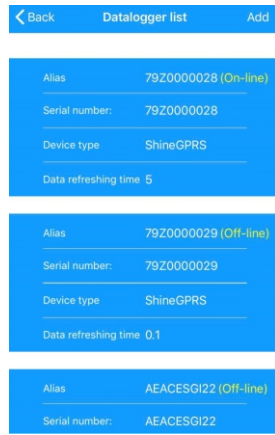 Back Datalogger list Add
Alias 79Z0000028 (On-line)
Serial number: 79Z0000028
Device type ShineGPRS
Data refreshing time 5
Alias 79Z0000029 (Off-line)
Serial number: 79Z0000029
Device type ShineGPRS
Data refreshing time 0.1
Alias AEACESGI22 (Off-line)
Serial number: AEACESGI22